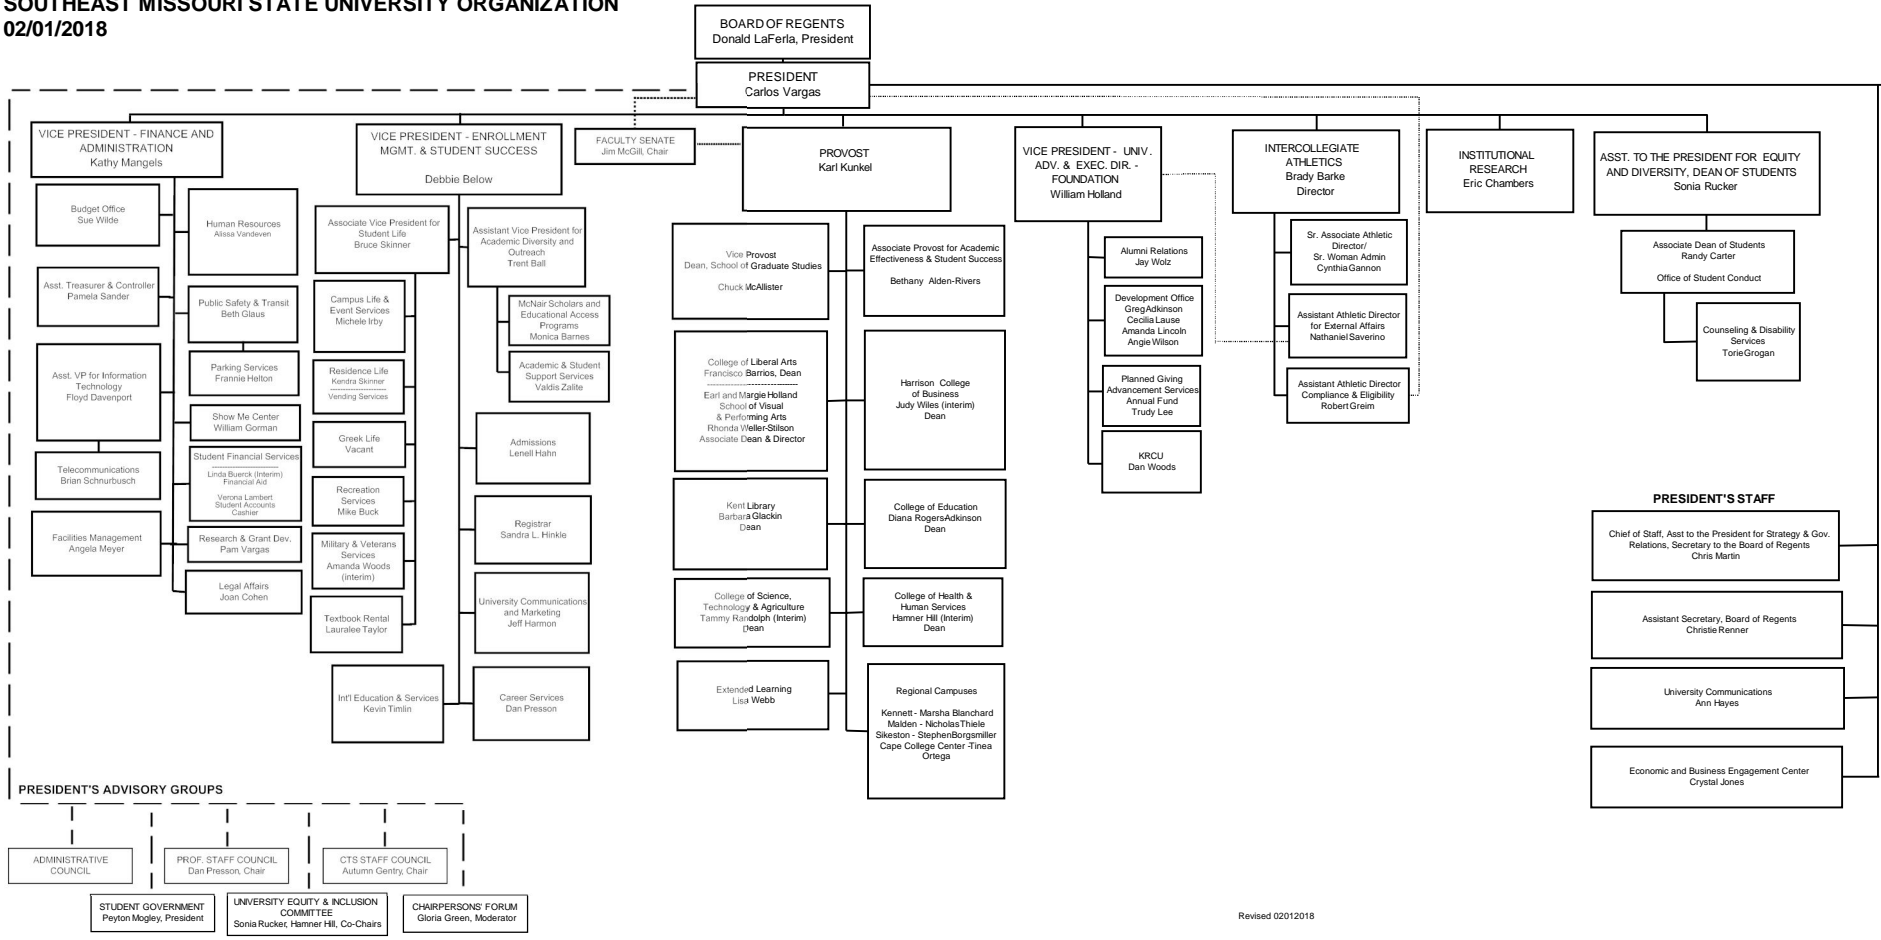 SOUTHEAST MISSOURI STATE UNIVERSITY ORGANIZATION
02/01/2018
BOARD OF REGENTS
Donald LaFerla, President
PRESIDENT
Carlos Vargas
VICE PRESIDENT - FINANCE AND
ADMINISTRATION
Kathy Mangels
Budget Office
Sue Wilde
Human Resources
Alissa Vandeven
Asst. Treasurer & Controller
Pamela Sander
Public Safety & Transit
Beth Glaus
Asst. VP for Information
Technology
Floyd Davenport
Parking Services
Frannie Helton
Show Me Center
William Gorman
Telecommunications
Brian Schnurbusch
Student Financial Services
Linda Buerck (Interim)
Financial Aid
Verona Lambert
Student Accounts
Cashier
Facilities Management
Angela Meyer
Research & Grant Dev.
Pam Vargas
Legal Affairs
Joan Cohen
VICE PRESIDENT - ENROLLMENT
MGMT. & STUDENT SUCCESS
Debbie Below
Associate Vice President for
Student Life
Bruce Skinner
Assistant Vice President for
Academic Diversity and
Outreach
Trent Ball
Campus Life &
Event Services
Michele Irby
McNair Scholars and
Educational Access
Programs
Monica Barnes
Residence Life
Kendra Skinner
Vending Services
Academic & Student
Support Services
Valdis Zalite
Greek Life
Vacant
Admissions
Lenell Hahn
Recreation
Services
Mike Buck
Registrar
Sandra L. Hinkle
Military & Veterans
Services
Amanda Woods
(interim)
University Communications
and Marketing
Jeff Harmon
Textbook Rental
Lauralee Taylor
Int'l Education & Services
Kevin Timlin
Career Services
Dan Presson
FACULTY SENATE
Jim McGill, Chair
PROVOST
Karl Kunkel
Vice Provost
Dean, School of Graduate Studies
Chuck McAllister
Associate Provost for Academic
Effectiveness & Student Success
Bethany Alden-Rivers
College of Liberal Arts
Francisco Barrios, Dean
Earl and Margie Holland
School of Visual
& Performing Arts
Rhonda Weller-Stilson
Associate Dean & Director
Harrison College
of Business
Judy Wiles (interim)
Dean
Kent Library
Barbara Glackin
Dean
College of Education
Diana Rogers-Adkinson
Dean
College of Science,
Technology & Agriculture
Tammy Randolph (Interim)
Dean
College of Health &
Human Services
Hamner Hill (Interim)
Dean
Extended Learning
Lisa Webb
Regional Campuses
Kennett - Marsha Blanchard
Malden - Nicholas Thiele
Sikeston - Stephen Borgsmiller
Cape College Center -Tinea
Ortega
VICE PRESIDENT - UNIV.
ADV. & EXEC. DIR. -
FOUNDATION
William Holland
Alumni Relations
Jay Wolz
Development Office
Greg Adkinson
Cecilia Lause
Amanda Lincoln
Angie Wilson
Planned Giving
Advancement Services
Annual Fund
Trudy Lee
KRCU
Dan Woods
INTERCOLLEGIATE
ATHLETICS
Brady Barke
Director
Sr. Associate Athletic
Director/
Sr. Woman Admin
Cynthia Gannon
Assistant Athletic Director
for External Affairs
Nathaniel Saverino
Assistant Athletic Director
Compliance & Eligibility
Robert Greim
INSTITUTIONAL
RESEARCH
Eric Chambers
ASST. TO THE PRESIDENT FOR EQUITY
AND DIVERSITY, DEAN OF STUDENTS
Sonia Rucker
Associate Dean of Students
Randy Carter
Office of Student Conduct
Counseling & Disability
Services
Torie Grogan
PRESIDENT'S STAFF
Chief of Staff, Asst to the President for Strategy & Gov.
Relations, Secretary to the Board of Regents
Chris Martin
Assistant Secretary, Board of Regents
Christie Renner
University Communications
Ann Hayes
Economic and Business Engagement Center
Crystal Jones
PRESIDENT'S ADVISORY GROUPS
ADMINISTRATIVE
COUNCIL
PROF. STAFF COUNCIL
Dan Presson, Chair
CTS STAFF COUNCIL
Autumn Gentry, Chair
STUDENT GOVERNMENT
Peyton Mogley, President
UNIVERSITY EQUITY & INCLUSION
COMMITTEE
Sonia Rucker, Hamner Hill, Co-Chairs
CHAIRPERSONS' FORUM
Gloria Green, Moderator
Revised 02012018